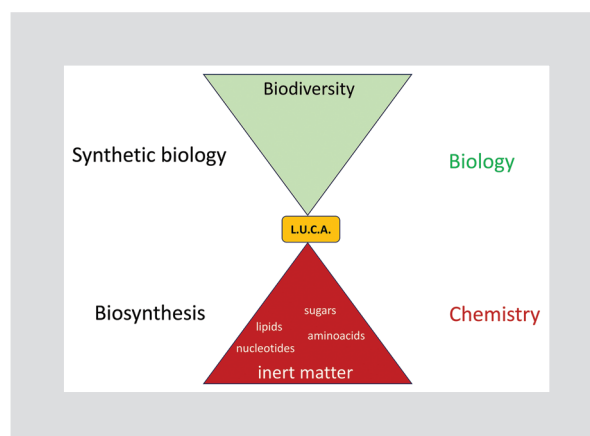 Biodiversity
Synthetic biology
Biology
L.U.C.A.
Biosynthesis
Chemistry
sugars
lipids
aminoacids
nucleotides
inert matter